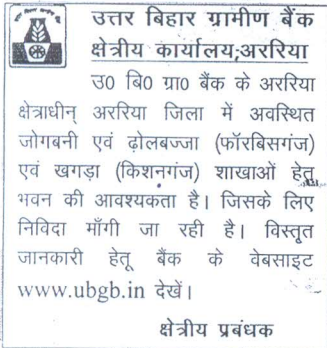 उत्तर बिहार ग्रामीण बैंक
क्षेत्रीय कार्यालय,अररिया
उ0 बि0 ग्रा0 बैंक के अररिया
क्षेत्राधीन् अररिया जिला में अवस्थित
जोगबनी एवं ढ़ोलबज्जा (फॉरबिसगंज)
एवं खगड़ा (किशनगंज) शाखाओं हेतु
भवन की आवश्यकता है। जिसके लिए
निविदा माँगी जा रही है। विस्तृत
जानकारी हेतू बैंक के वेबसाइट
www.ubgb.in देखें।
क्षेत्रीय प्रबंधक